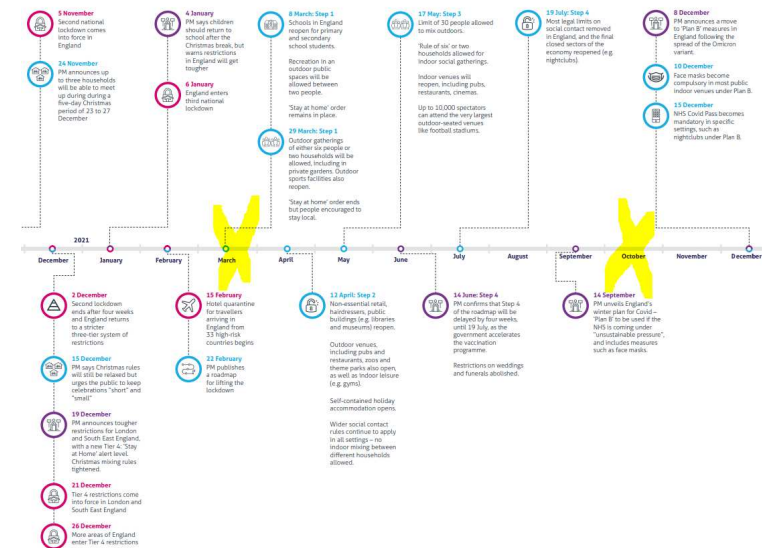 5 November
Second national
lockdown comes
into force in
England
24 November
PM announces up
to three households
will be able to meet
up during during a
five-day Christmas
period of 23 to 27
December
4 January
PM says children
should return to
school after the
Christmas break, but
warns restrictions
in England will get
tougher
6 January
England enters
third national
lockdown
8 March: Step 1
Schools in England
reopen for primary
and secondary
school students.
Recreation in an
outdoor public
spaces will be
allowed between
two people.
'Stay at home' order
remains in place.
29 March: Step 1
Outdoor gatherings
of either six people or
two households will be
allowed, including in
private gardens. Outdoor
sports facilities also
reopen.
'Stay at home' order ends
but people encouraged to
stay local.
17 May: Step 3
Limit of 30 people allowed
to mix outdoors.
'Rule of six' or two
households allowed for
indoor social gatherings.
Indoor venues will
reopen, including pubs,
restaurants, cinemas.
Up to 10,000 spectators
can attend the very largest
outdoor-seated venues
like football stadiums.
19 July: Step 4
Most legal limits on
social contact removed
in England, and the final
closed sectors of the
economy reopened (e.g.
nightclubs).
8 December
PM announces a move
to 'Plan B' measures in
England following the
spread of the Omicron
variant.
10 December
Face masks become
compulsory in most public
indoor venues under Plan B.
15 December
NHS Covid Pass becomes
mandatory in specific
settings, such as
nightclubs under Plan B.
2021
December
January
February
March
April
May
June
July
August
September
October
November
December
2 December
Second lockdown
ends after four weeks
and England returns
to a stricter
three-tier system of
restrictions
15 December
PM says Christmas rules
will still be relaxed but
urges the public to keep
celebrations "short" and
"small"
19 December
PM announces tougher
restrictions for London
and South East England,
with a new Tier 4: 'Stay
at Home' alert level.
Christmas mixing rules
tightened.
21 December
Tier 4 restrictions come
into force in London and
South East England
26 December
More areas of England
enter Tier 4 restrictions
15 February
Hotel quarantine
for travellers
arriving in
England from
33 high-risk
countries begins
22 February
PM publishes
a roadmap
for lifting the
lockdown
12 April: Step 2
Non-essential retail,
hairdressers, public
buildings (e.g. libraries
and museums) reopen.
Outdoor venues,
including pubs and
restaurants, zoos and
theme parks also open,
as well as indoor leisure
(e.g. gyms).
Self-contained holiday
accommodation opens.
Wider social contact
rules continue to apply
in all settings – no
indoor mixing between
different households
allowed.
14 June: Step 4
PM confirms that Step 4
of the roadmap will be
delayed by four weeks,
until 19 July, as the
government accelerates
the vaccination
programme.
Restrictions on weddings
and funerals abolished.
14 September
PM unveils England's
winter plan for Covid –
'Plan B' to be used if the
NHS is coming under
"unsustainable pressure",
and includes measures
such as face masks.